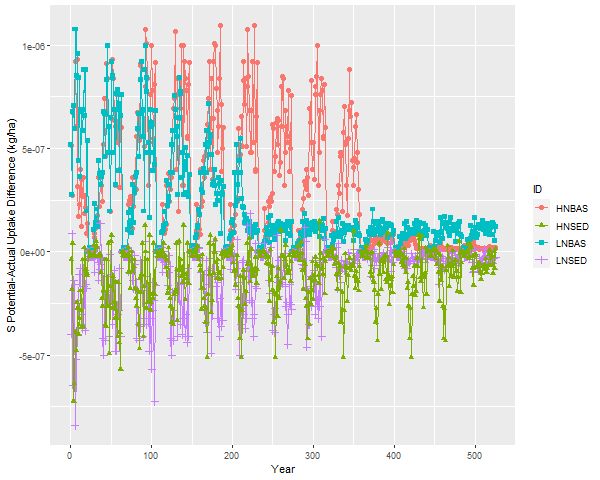 S Potential-Actual Uptake Difference (kg/ha)
1e-06
5e-07
0e+00
-5e-07
0
100
200
300
400
500
Year
ID
HNBAS
HNSED
LNBAS
LNSED